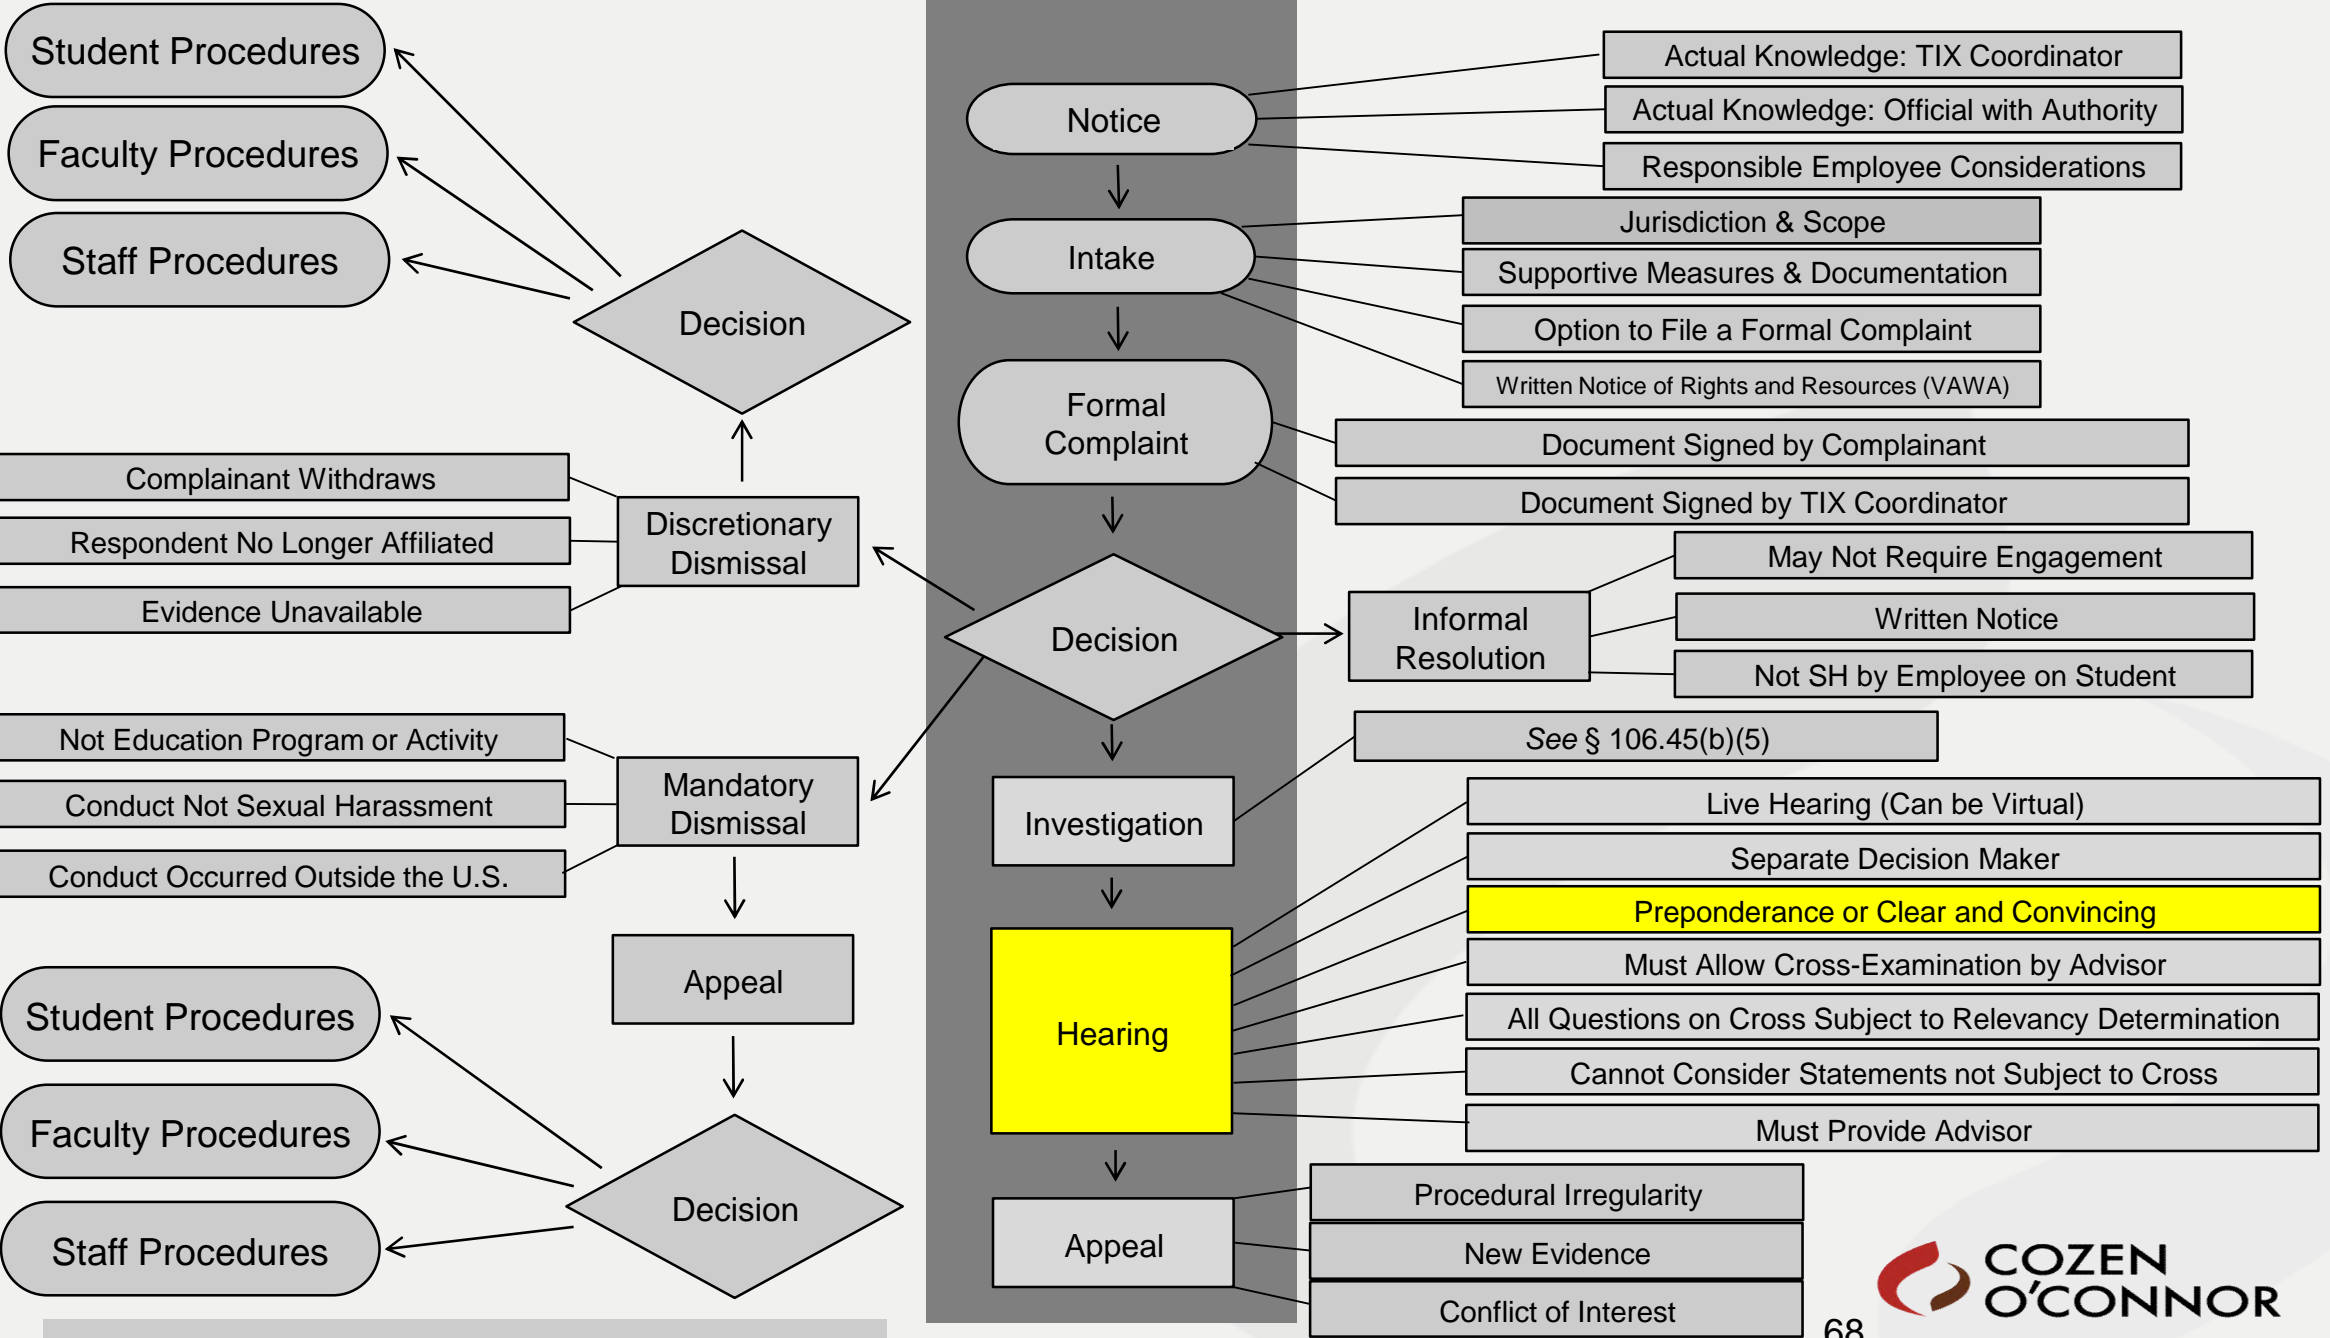 Student Procedures
Faculty Procedures
Staff Procedures
Decision
Complainant Withdraws
Respondent No Longer Affiliated
Evidence Unavailable
Discretionary
Dismissal
Not Education Program or Activity
Conduct Not Sexual Harassment
Conduct Occurred Outside the U.S.
Mandatory
Dismissal
Appeal
Student Procedures
Faculty Procedures
Staff Procedures
Decision
Notice
Actual Knowledge: TIX Coordinator
Actual Knowledge: Official with Authority
Responsible Employee Considerations
Intake
Jurisdiction & Scope
Supportive Measures & Documentation
Option to File a Formal Complaint
Written Notice of Rights and Resources (VAWA)
Formal
Complaint
Document Signed by Complainant
Document Signed by TIX Coordinator
Decision
Informal
Resolution
May Not Require Engagement
Written Notice
Not SH by Employee on Student
Investigation
See § 106.45(b)(5)
Hearing
Live Hearing (Can be Virtual)
Separate Decision Maker
Preponderance or Clear and Convincing
Must Allow Cross-Examination by Advisor
All Questions on Cross Subject to Relevancy Determination
Cannot Consider Statements not Subject to Cross
Must Provide Advisor
Appeal
Procedural Irregularity
New Evidence
Conflict of Interest
COZEN
O'CONNOR
68